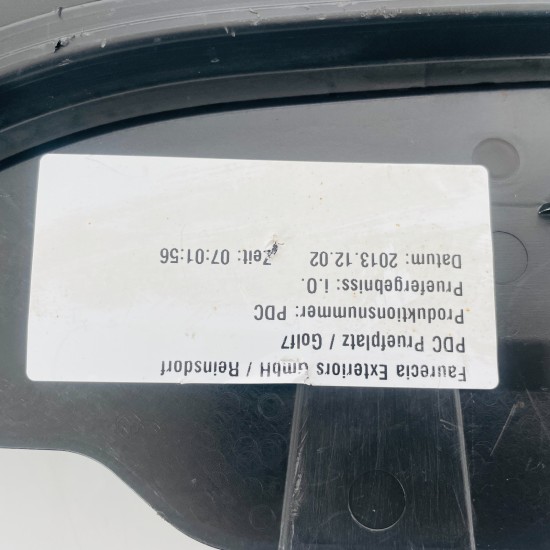 Faurecia Exteriors GmbH / Reinsdorf
PDC Pruefplatz / Golf7
Produktionsnummer: PDC
Pruefergebniss: i.O.
Datum: 2013.12.02 Zeit: 07:01:56